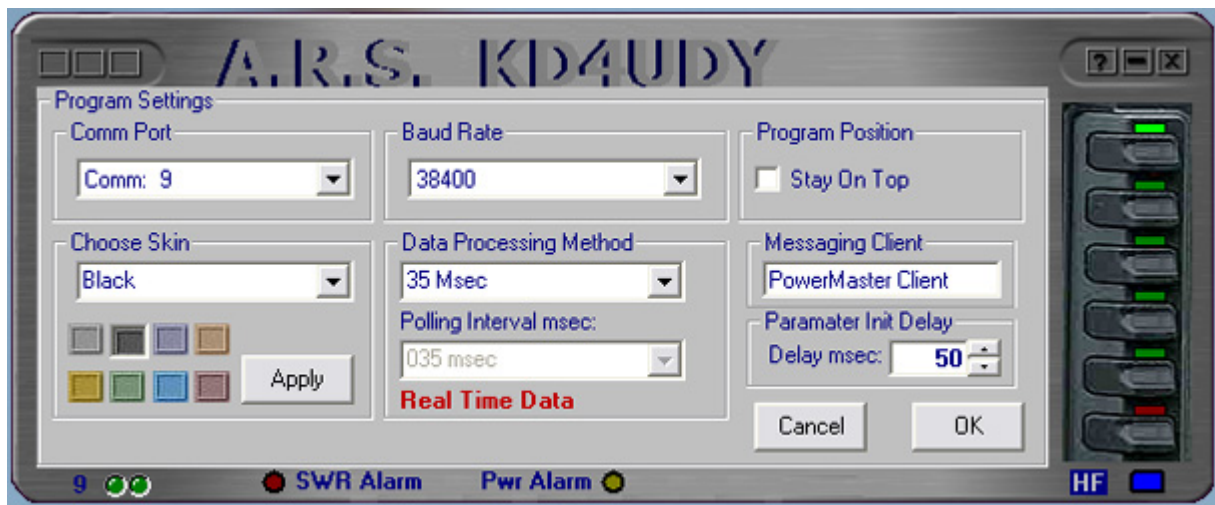 A.R.S. KD4UDY
?
X
Program Settings
Comm Port
Comm: 9
Baud Rate
38400
Program Position
Stay On Top
Choose Skin
Black
Apply
Data Processing Method
35 Msec
Polling Interval msec:
035 msec
Real Time Data
Messaging Client
PowerMaster Client
Paramater Init Delay
Delay msec: 50
Cancel
OK
9
SWR Alarm
Pwr Alarm
HF